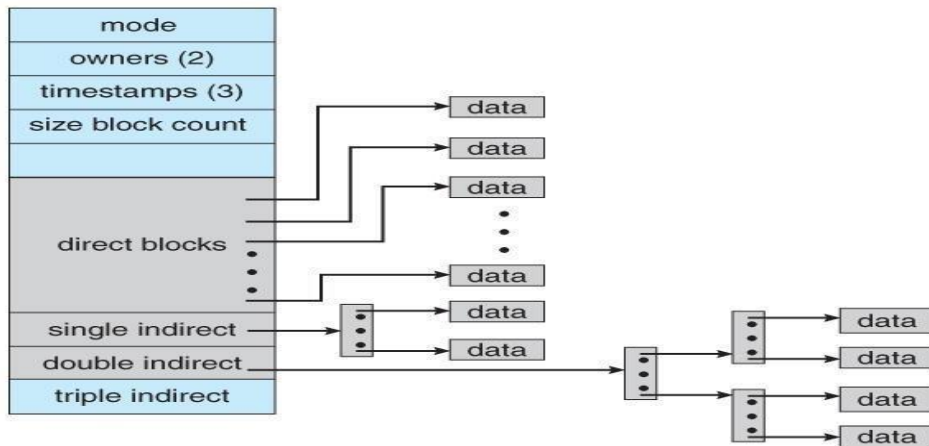 mode
owners (2)
timestamps (3)
size block count
direct blocks
single indirect
double indirect
triple indirect
data
data
data
data
data
data
data
data
data
data